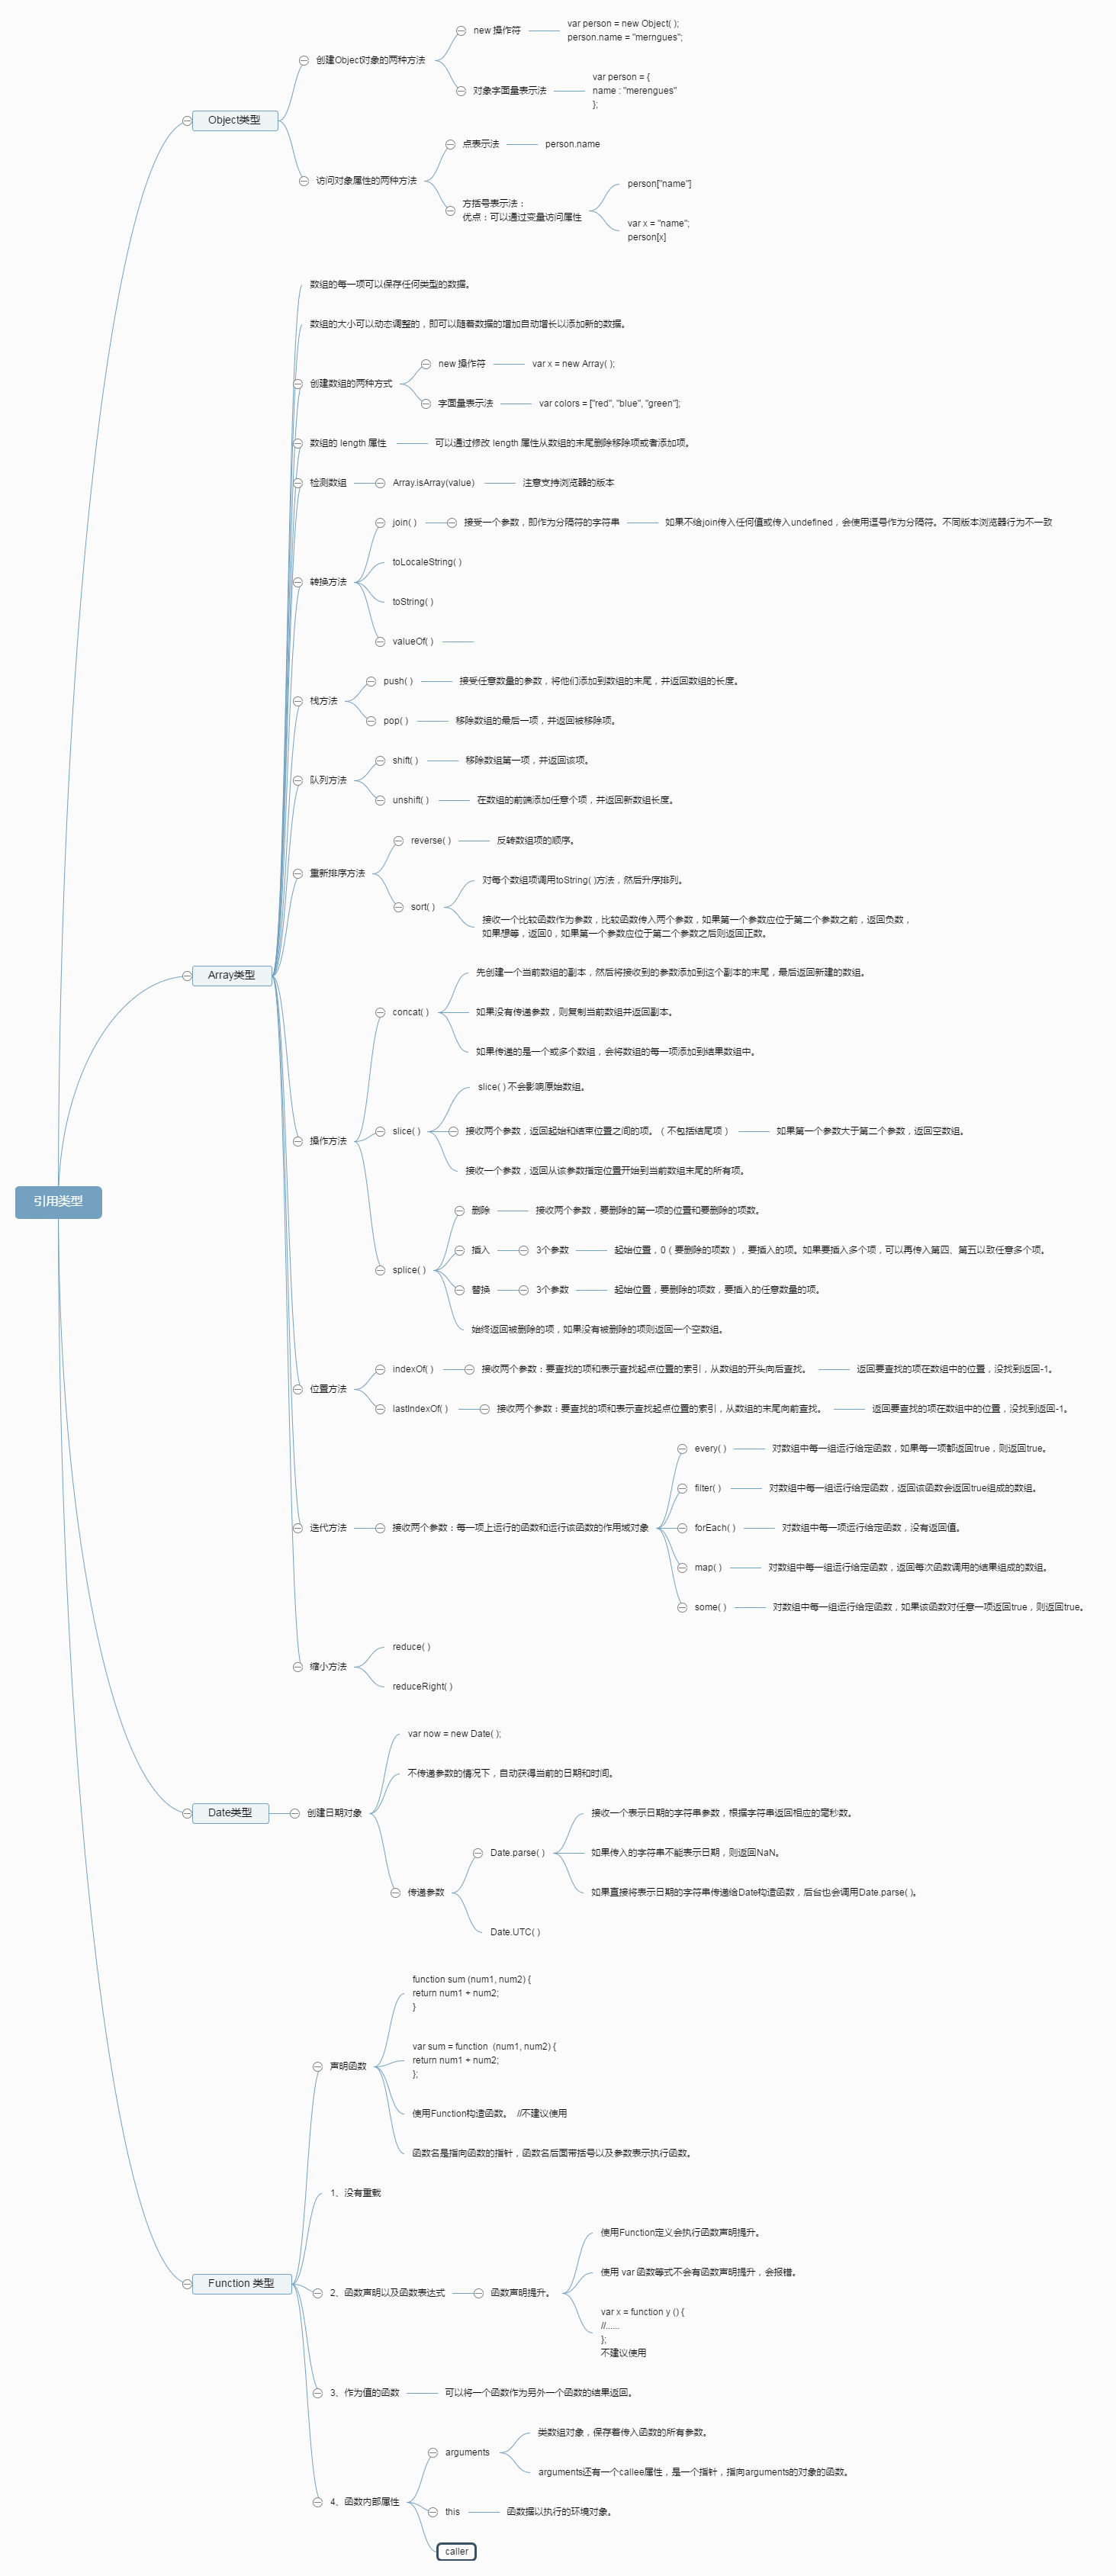 引用类型
Object类型
创建Object对象的两种方法
new 操作符
var person = new Object( );
person.name = "merngues";
对象字面量表示法
var person = {
name : "merengues"
};
访问对象属性的两种方法
点表示法
person.name
方括号表示法：
优点：可以通过变量访问属性
person["name"]
var x = "name";
person[x]
Array类型
数组的每一项可以保存任何类型的数据。
数组的大小可以动态调整的，即可以随着数据的增加自动增长以添加新的数据。
创建数组的两种方式
new 操作符
var x = new Array( );
字面量表示法
var colors = ["red", "blue", "green"];
数组的 length 属性
可以通过修改 length 属性从数组的末尾删除移除项或者添加项。
检测数组
Array.isArray(value)
注意支持浏览器的版本
转换方法
join( )
接受一个参数，即作为分隔符的字符串
如果不给join传入任何值或传入undefined，会使用逗号作为分隔符。不同版本浏览器行为不一致
toLocaleString( )
toString( )
valueOf( )
栈方法
push( )
接受任意数量的参数，将他们添加到数组的末尾，并返回数组的长度。
pop( )
移除数组的最后一项，并返回被移除项。
队列方法
shift( )
移除数组第一项，并返回该项。
unshift( )
在数组的前端添加任意个项，并返回新数组长度。
重新排序方法
reverse( )
反转数组项的顺序。
sort( )
对每个数组项调用toString( )方法，然后升序排列。
接收一个比较函数作为参数，比较函数传入两个参数，如果第一个参数应位于第二个参数之前，返回负数，
如果想等，返回0，如果第一个参数应位于第二个参数之后则返回正数。
操作方法
concat( )
先创建一个当前数组的副本，然后将接收到的参数添加到这个副本的末尾，最后返回新建的数组。
如果没有传递参数，则复制当前数组并返回副本。
如果传递的是一个或多个数组，会将数组的每一项添加到结果数组中。
slice( )
slice( ) 不会影响原始数组。
接收两个参数，返回起始和结束位置之间的项。（不包括结尾项）
如果第一个参数大于第二个参数，返回空数组。
接收一个参数，返回从该参数指定位置开始到当前数组末尾的所有项。
splice( )
删除
接收两个参数，要删除的第一项的位置和要删除的项数。
插入
3个参数
起始位置，0（要删除的项数），要插入的项。如果要插入多个项，可以再传入第四、第五以致任意多个项。
替换
3个参数
起始位置，要删除的项数，要插入的任意数量的项。
始终返回被删除的项，如果没有被删除的项则返回一个空数组。
位置方法
indexOf( )
接收两个参数：要查找的项和表示查找起点位置的索引，从数组的开头向后查找。
返回要查找的项在数组中的位置，没找到返回-1。
lastIndexOf( )
接收两个参数：要查找的项和表示查找起点位置的索引，从数组的末尾向前查找。
返回要查找的项在数组中的位置，没找到返回-1。
迭代方法
接收两个参数：每一项上运行的函数和运行该函数的作用域对象
every( )
对数组中每一组运行给定函数，如果每一项都返回true，则返回true。
filter( )
对数组中每一组运行给定函数，返回该函数会返回true组成的数组。
forEach( )
对数组中每一项运行给定函数，没有返回值。
map( )
对数组中每一组运行给定函数，返回每次函数调用的结果组成的数组。
some( )
对数组中每一组运行给定函数，如果该函数对任意一项返回true，则返回true。
缩小方法
reduce( )
reduceRight( )
Date类型
创建日期对象
var now = new Date( );
不传递参数的情况下，自动获得当前的日期和时间。
传递参数
Date.parse( )
接收一个表示日期的字符串参数，根据字符串返回相应的毫秒数。
如果传入的字符串不能表示日期，则返回NaN。
如果直接将表示日期的字符串传递给Date构造函数，后台也会调用Date.parse( )。
Date.UTC( )
Function 类型
声明函数
function sum (num1, num2) {
return num1 + num2;
}
var sum = function  (num1, num2) {
return num1 + num2;
};
使用Function构造函数。 //不建议使用
函数名是指向函数的指针，函数名后面带括号以及参数表示执行函数。
1、没有重载
2、函数声明以及函数表达式
函数声明提升。
使用Function定义会执行函数声明提升。
使用 var 函数等式不会有函数声明提升，会报错。
var x = function y () {
//......
};
不建议使用
3、作为值的函数
可以将一个函数作为另外一个函数的结果返回。
4、函数内部属性
arguments
类数组对象，保存着传入函数的所有参数。
arguments还有一个callee属性，是一个指针，指向arguments的对象的函数。
this
函数据以执行的环境对象。
caller